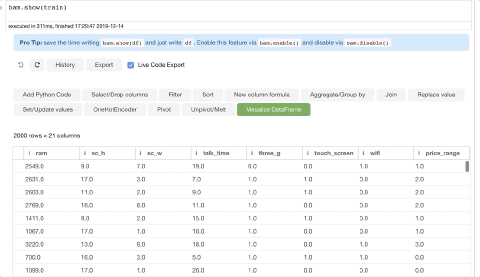 bam.show(train)
executed in 311ms, finished 17:29:47 2019-12-14
Pro Tip: save the time writing bam.show(df) and just write df. Enable this feature via bam.enable() and disable via bam.disable()
History Export Live Code Export
Add Python Code Select/Drop columns Filter Sort New column formula Aggregate/Group by Join Replace value
Set/Update values OneHotEncoder Pivot Unpivot/Melt Visualize DataFrame
2000 rows × 21 columns
i ram i sc_h i sc_w i talk_time i three_g i touch_screen i wifi i price_range
2549.0 9.0 7.0 19.0 0.0 0.0 1.0 1.0
2631.0 17.0 3.0 7.0 1.0 1.0 0.0 2.0
2603.0 11.0 2.0 9.0 1.0 1.0 0.0 2.0
2769.0 16.0 8.0 11.0 1.0 0.0 0.0 2.0
1411.0 8.0 2.0 15.0 1.0 1.0 0.0 1.0
1067.0 17.0 1.0 10.0 1.0 0.0 0.0 1.0
3220.0 13.0 8.0 18.0 1.0 0.0 1.0 3.0
700.0 16.0 3.0 5.0 1.0 1.0 1.0 0.0
1099.0 17.0 1.0 20.0 1.0 0.0 0.0 0.0